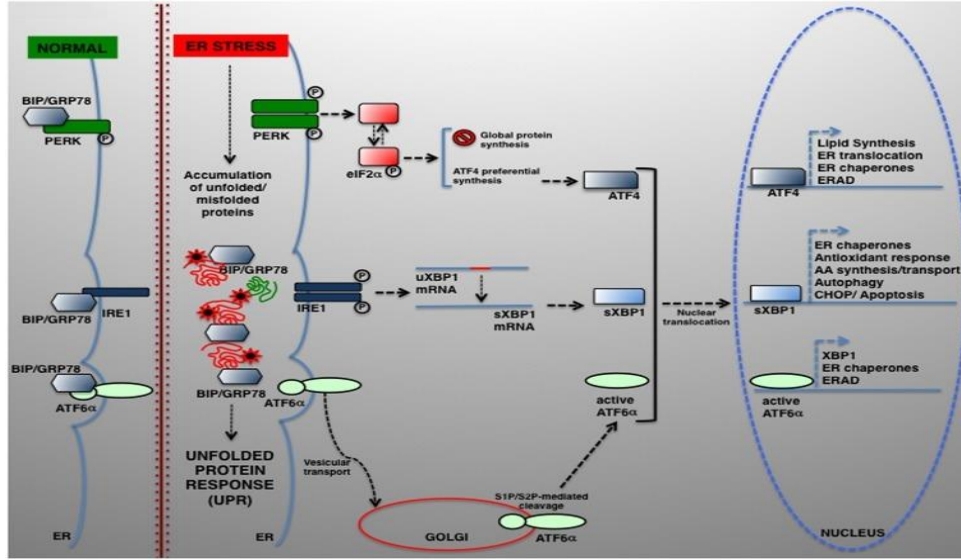 NORMAL
BIP/GRP78
PERK
P
BIP/GRP78
IRE1
BIP/GRP78
ATF6α
ER
ER STRESS
Accumulation
of unfolded/
misfolded
proteins
BIP/GRP78
BIP/GRP78
UNFOLDED
PROTEIN
RESPONSE
(UPR)
P
PERK
P
P
IRE1
P
ATF6α
ER
eIF2α
P
Global protein
synthesis
ATF4 preferential
synthesis
ATF4
uXBP1
mRNA
sXBP1
mRNA
sXBP1
Vesicular
transport
GOLGI
S1P/S2P-mediated
cleavage
ATF6α
active
ATF6α
Nuclear
translocation
Lipid Synthesis
ER translocation
ER chaperones
ERAD
ATF4
ER chaperones
Antioxidant response
AA synthesis/transport
Autophagy
CHOP/ Apoptosis
sXBP1
XBP1
ER chaperones
ERAD
active
ATF6α
NUCLEUS